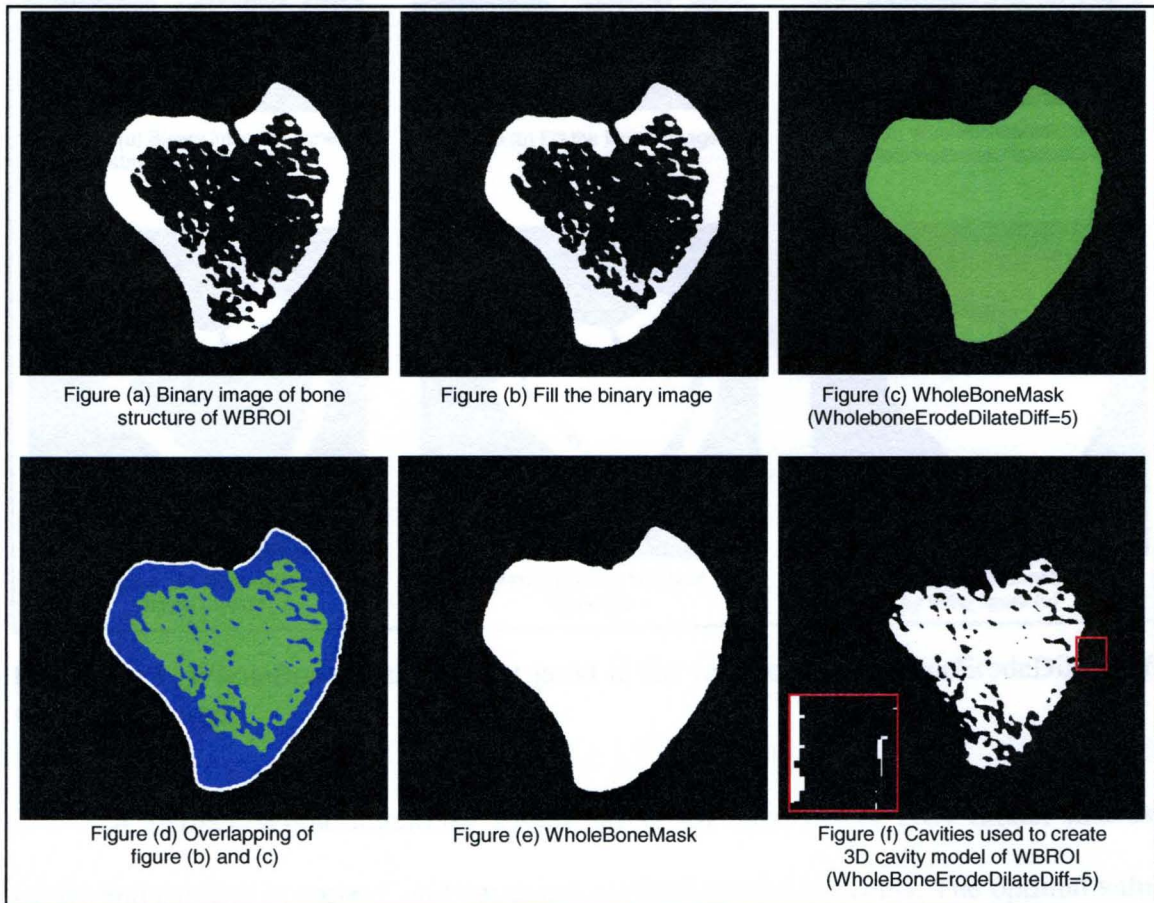 Figure (a) Binary image of bone
structure of WBROI
Figure (b) Fill the binary image
Figure (c) WholeBoneMask
(WholeboneErodeDilateDiff=5)
Figure (d) Overlapping of
figure (b) and (c)
Figure (e) WholeBoneMask
Figure (f) Cavities used to create
3D cavity model of WBROI
(WholeBoneErodeDilateDiff=5)